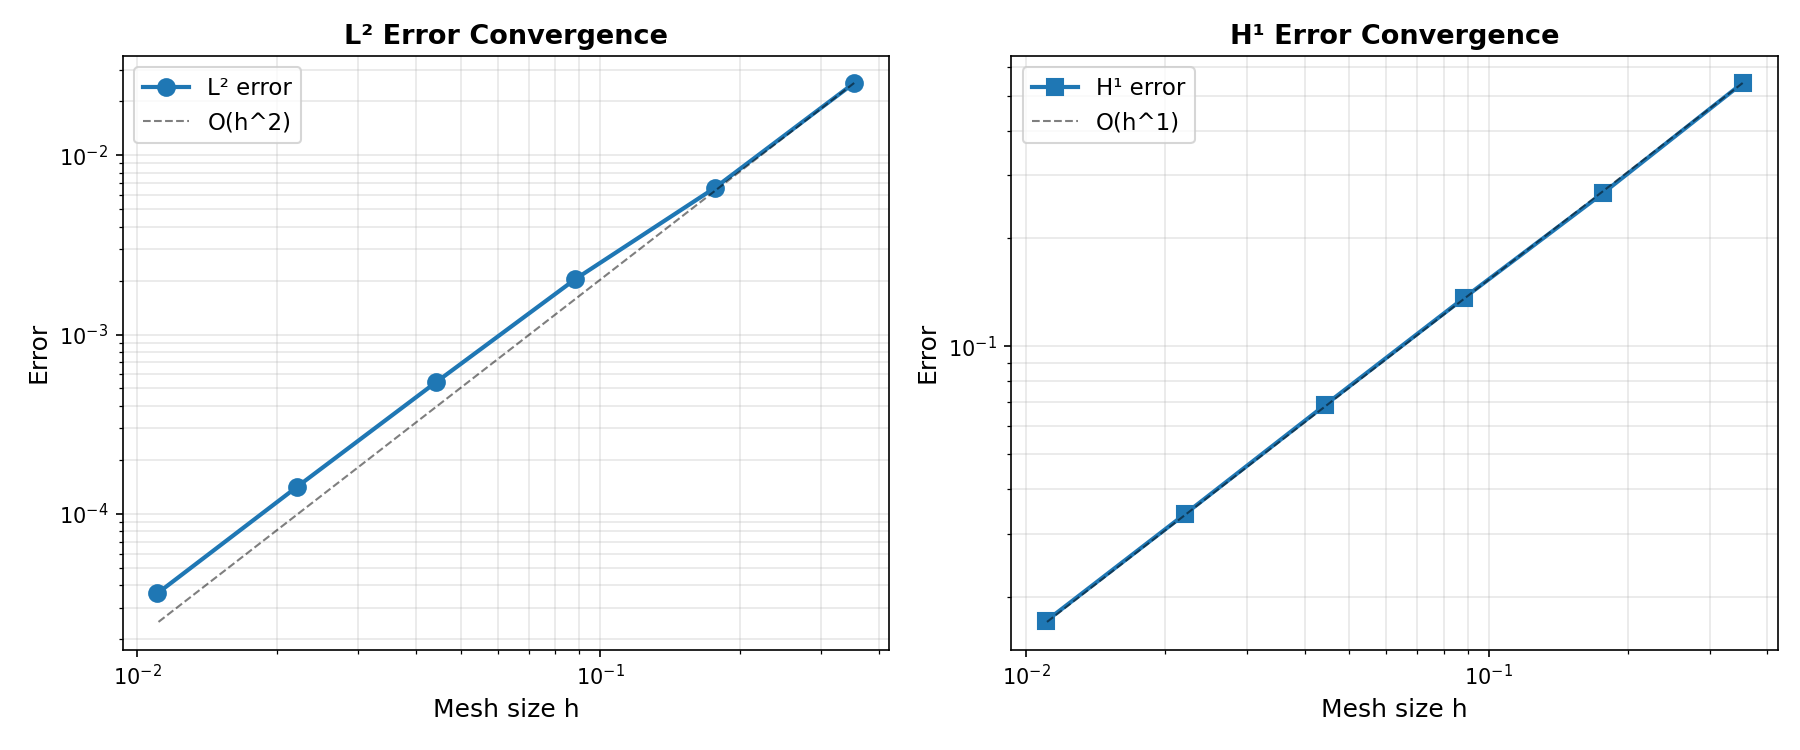 L² Error Convergence
L² error
O(h^2)
10⁻²
10⁻³
10⁻⁴
Error
10⁻²
10⁻¹
Mesh size h
H¹ Error Convergence
H¹ error
O(h^1)
10⁻¹
Error
10⁻²
10⁻¹
Mesh size h